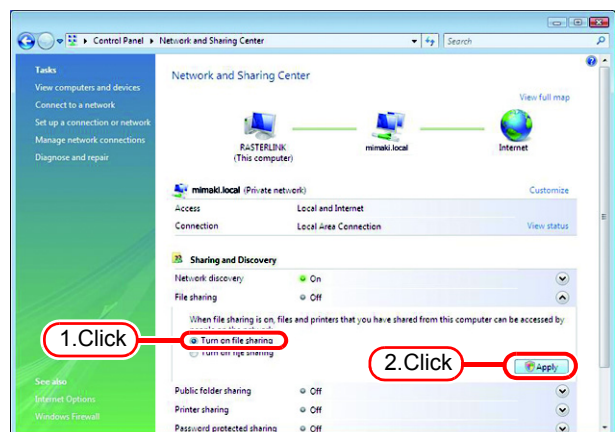 Control Panel ▸ Network and Sharing Center
Search
Tasks
View computers and devices
Connect to a network
Set up a connection or network
Manage network connections
Diagnose and repair
Network and Sharing Center
View full map
RASTERLINK
(This computer)
mimaki.local
Internet
mimaki.local (Private network)
Customize
Access Local and Internet
Connection Local Area Connection
View status
Sharing and Discovery
Network discovery On
File sharing Off
When file sharing is on, files and printers that you have shared from this computer can be accessed by
people on the network.
1.Click
Turn on file sharing
Turn off file sharing
2.Click
Apply
See also
Internet Options
Windows Firewall
Public folder sharing Off
Printer sharing Off
Password protected sharing Off